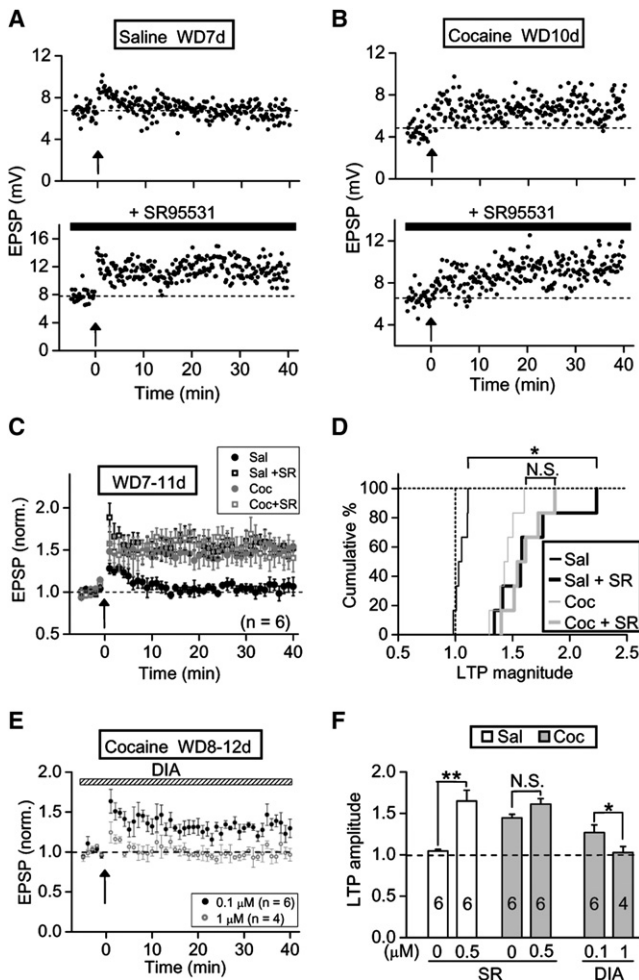 A
Saline WD7d
EPSP (mV)
12
8
4
0
+ SR95531
16
12
8
4
0
0 10 20 30 40
Time (min)
B
Cocaine WD10d
EPSP (mV)
12
8
4
0
+ SR95531
12
8
4
0 10 20 30 40
Time (min)
C
WD7-11d
Sal
Sal +SR
Coc
Coc+SR
EPSP (norm.)
2.0
1.5
1.0
0.5
(n = 6)
0 10 20 30 40
Time (min)
D
*
N.S.
Cumulative %
100
80
60
40
20
0
Sal
Sal + SR
Coc
Coc + SR
0.5 1.0 1.5 2.0 2.5
LTP magnitude
E
Cocaine WD8-12d
DIA
EPSP (norm.)
2.0
1.5
1.0
0.5
0.0
0.1 µM (n = 6)
1 µM (n = 4)
0 10 20 30 40
Time (min)
F
Sal Coc
LTP amplitude
2.0
1.5
1.0
0.5
0.0
** N.S. *
6 6 6 6 6 4
(µM) 0 0.5 0 0.5 0.1 1
SR DIA